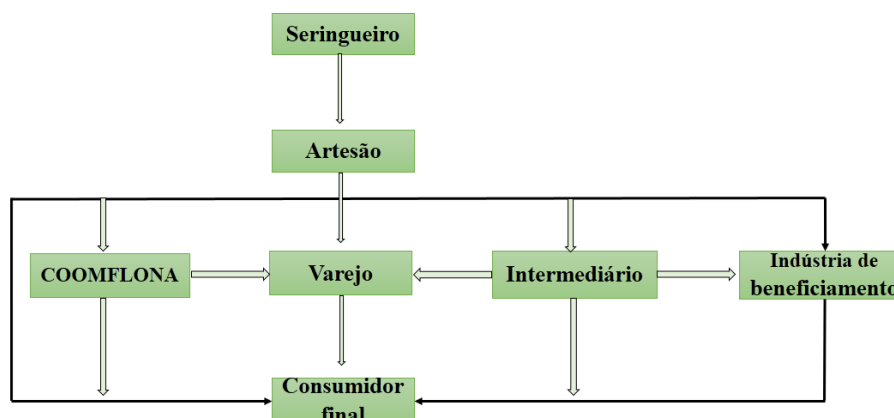 Seringueiro
Artesão
COOMFLONA
Varejo
Intermediário
Indústria de
beneficiamento
Consumidor
final